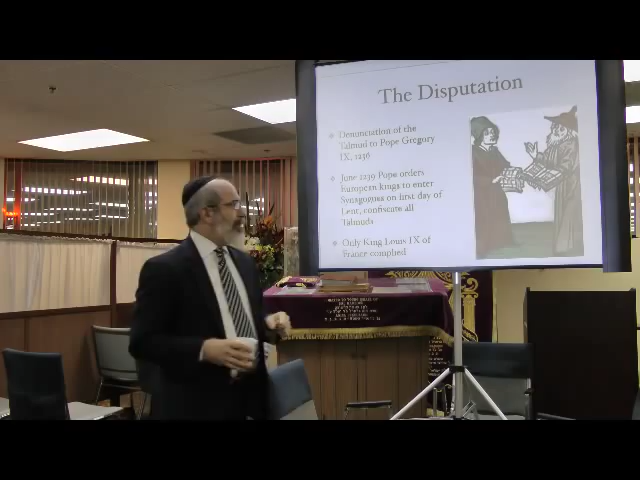 The Disputation
Denunciation of the
Talmud to Pope Gregory
IX, 1236
June 1239 Pope orders
European kings to enter
Synagogues on first day of
Lent, confiscate all
Talmuds
Only King Louis IX of
France complied